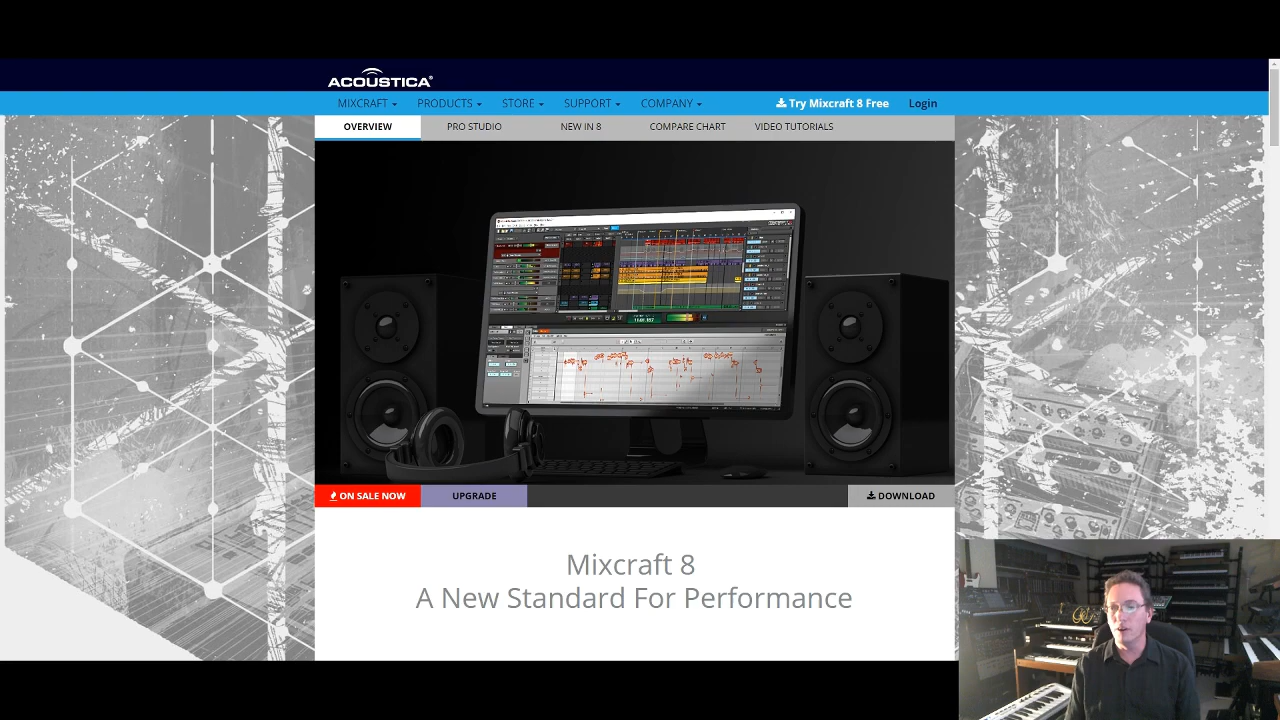 ACOUSTICA®
MIXCRAFT PRODUCTS STORE SUPPORT COMPANY Try Mixcraft 8 Free Login
OVERVIEW PRO STUDIO NEW IN 8 COMPARE CHART VIDEO TUTORIALS
ON SALE NOW UPGRADE DOWNLOAD
Mixcraft 8
A New Standard For Performance